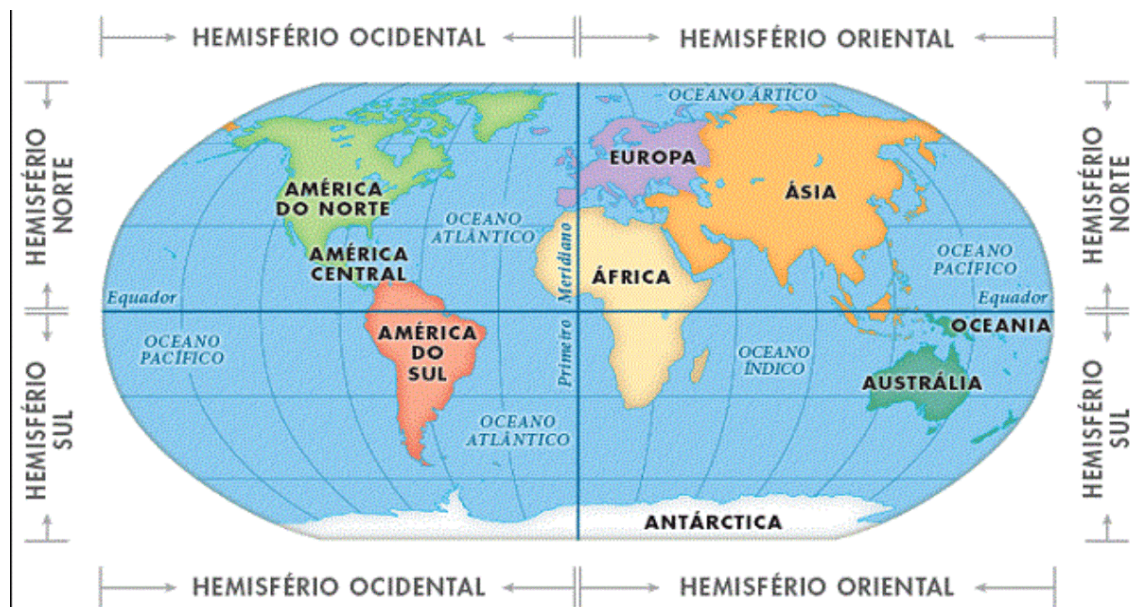 HEMISFÉRIO OCIDENTAL
HEMISFÉRIO ORIENTAL
HEMISFÉRIO
NORTE
HEMISFÉRIO
NORTE
OCEANO ÁRTICO
EUROPA
ÁSIA
AMÉRICA
DO NORTE
OCEANO
ATLÂNTICO
AMÉRICA
CENTRAL
Meridiano
ÁFRICA
OCEANO
PACÍFICO
Equador
Equador
OCEANO
PACÍFICO
AMÉRICA
DO
SUL
Primeiro
OCEANO
ÍNDICO
OCEANIA
AUSTRÁLIA
HEMISFÉRIO
SUL
HEMISFÉRIO
SUL
OCEANO
ATLÂNTICO
ANTÁRCTICA
HEMISFÉRIO OCIDENTAL
HEMISFÉRIO ORIENTAL